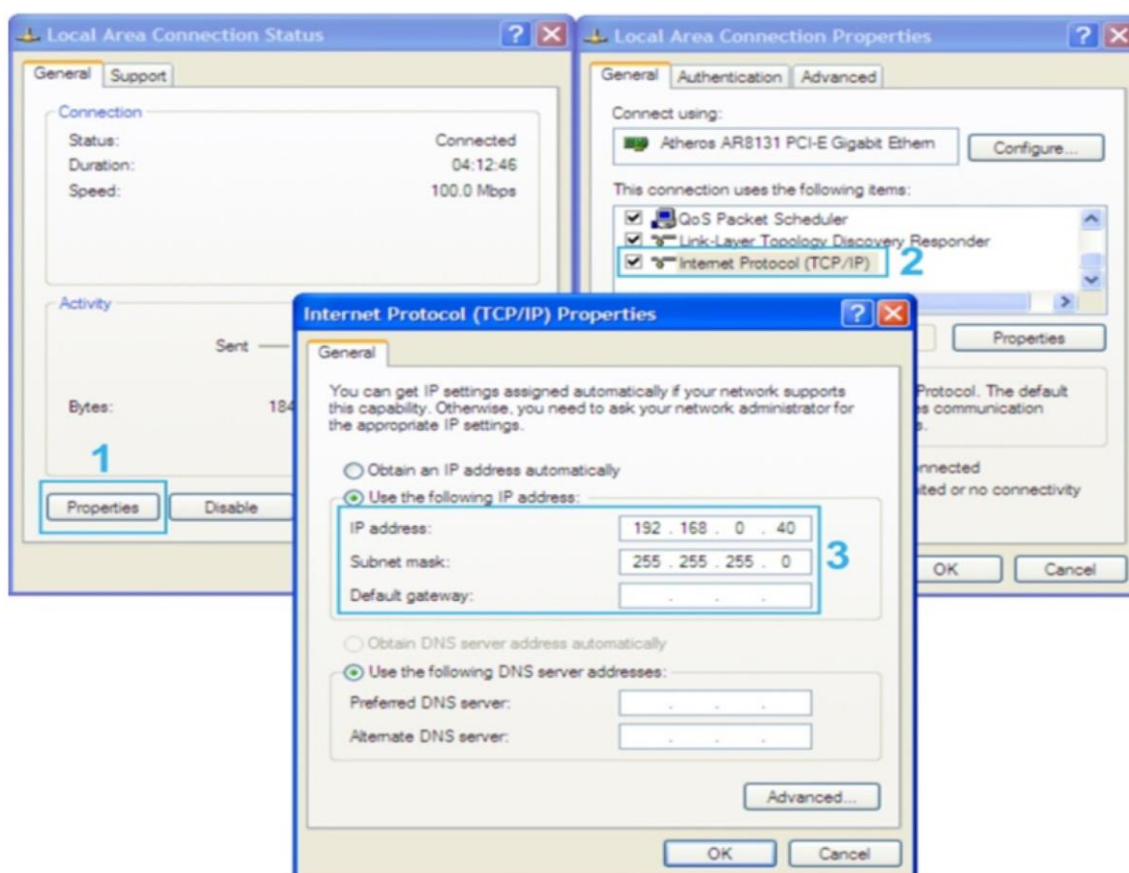 Local Area Connection Status
General Support
Connection
Status: Connected
Duration: 04:12:46
Speed: 100.0 Mbps
Activity
Sent
Bytes: 184
1
Properties Disable
Local Area Connection Properties
General Authentication Advanced
Connect using:
Atheros AR8131 PCI-E Gigabit Ethern Configure...
This connection uses the following items:
QoS Packet Scheduler
Link-Layer Topology Discovery Responder
Internet Protocol (TCP/IP) 2
Properties
Protocol. The default
communication
nnected
ited or no connectivity
OK Cancel
Internet Protocol (TCP/IP) Properties
General
You can get IP settings assigned automatically if your network supports
this capability. Otherwise, you need to ask your network administrator for
the appropriate IP settings.
Obtain an IP address automatically
Use the following IP address:
IP address: 192 . 168 . 0 . 40
Subnet mask: 255 . 255 . 255 . 0 3
Default gateway: . . .
Obtain DNS server address automatically
Use the following DNS server addresses:
Preferred DNS server: . . .
Alternate DNS server: . . .
Advanced...
OK Cancel